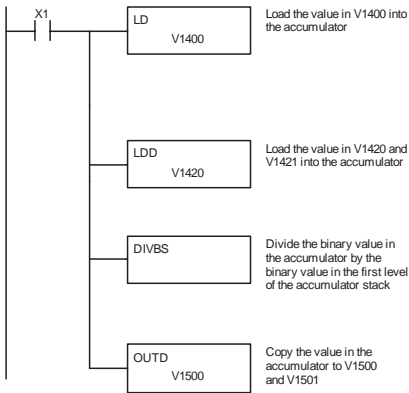 X1
LD
V1400
Load the value in V1400 into
the accumulator
LDD
V1420
Load the value in V1420 and
V1421 into the accumulator
DIVBS
Divide the binary value in
the accumulator by the
binary value in the first level
of the accumulator stack
OUTD
V1500
Copy the value in the
accumulator to V1500
and V1501